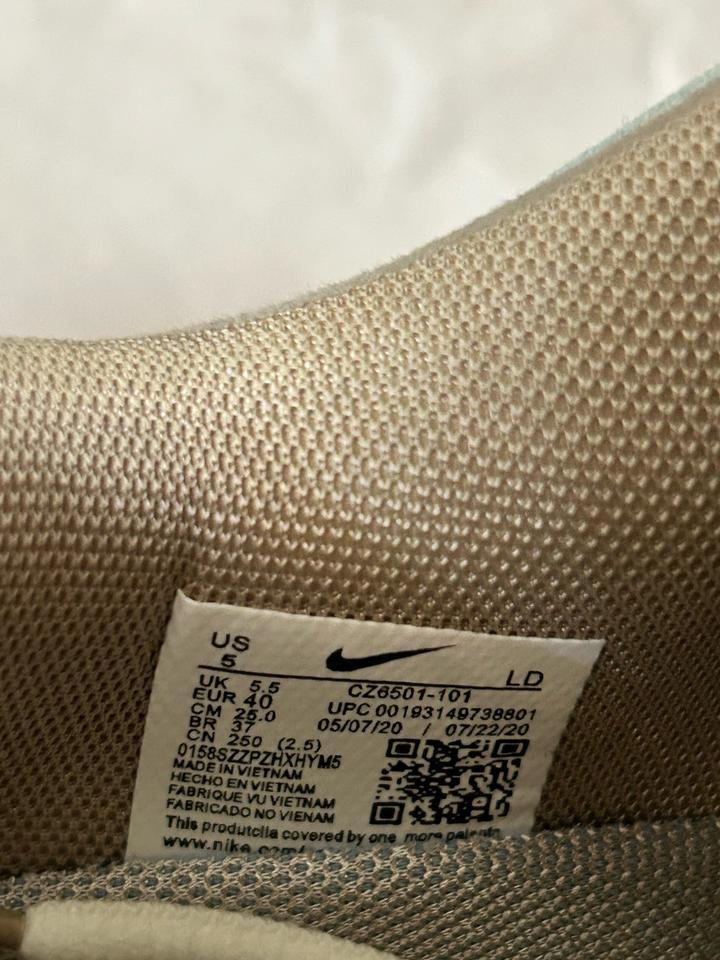 US
5
LD
UK 5.5
EUR 40
CM 25.0
BR 37
CN 250 (2.5)
CZ6501-101
UPC 00193149738801
05/07/20 / 07/22/20
0158SZZPZHXHYM5
MADE IN VIETNAM
HECHO EN VIETNAM
FABRIQUE VU VIETNAM
FABRICADO NO VIENAM
This produtclla covered by one more patents
www.nike.com/